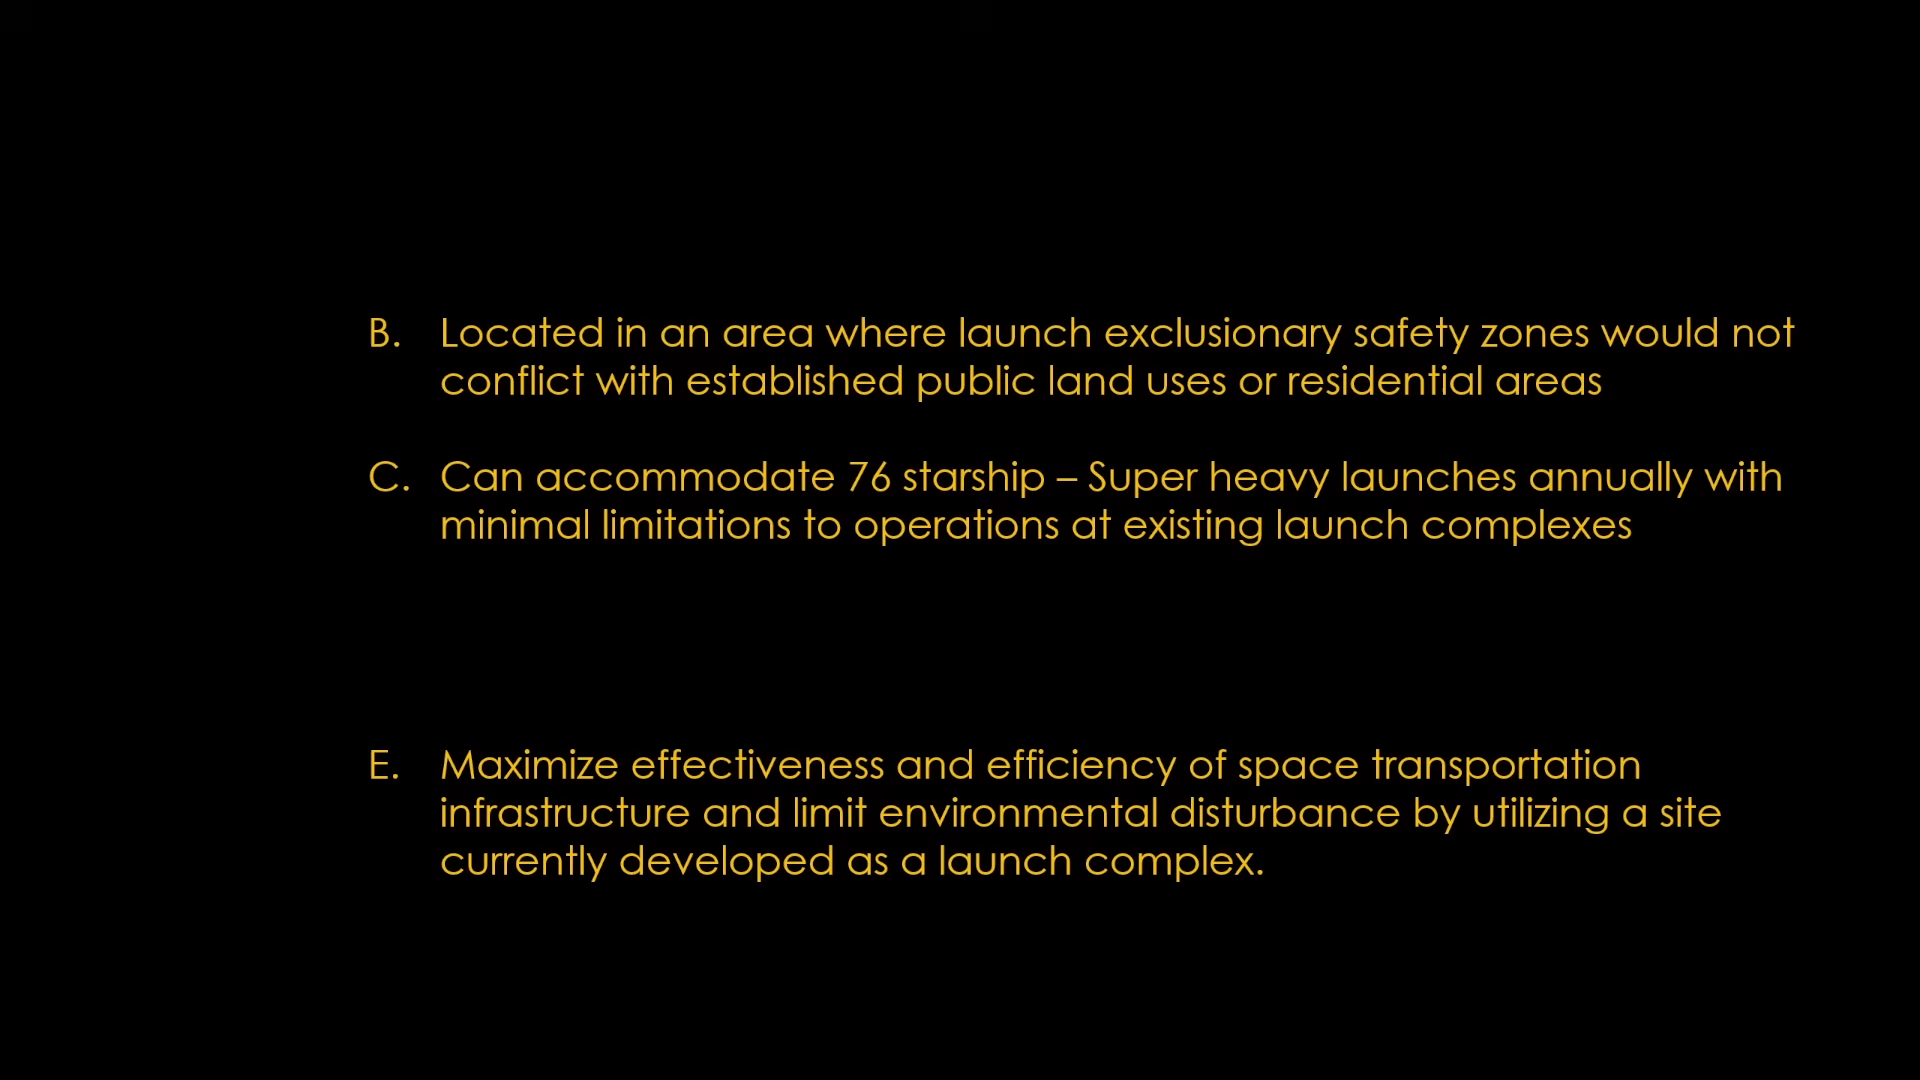 B. Located in an area where launch exclusionary safety zones would not
conflict with established public land uses or residential areas
C. Can accommodate 76 starship – Super heavy launches annually with
minimal limitations to operations at existing launch complexes
E. Maximize effectiveness and efficiency of space transportation
infrastructure and limit environmental disturbance by utilizing a site
currently developed as a launch complex.